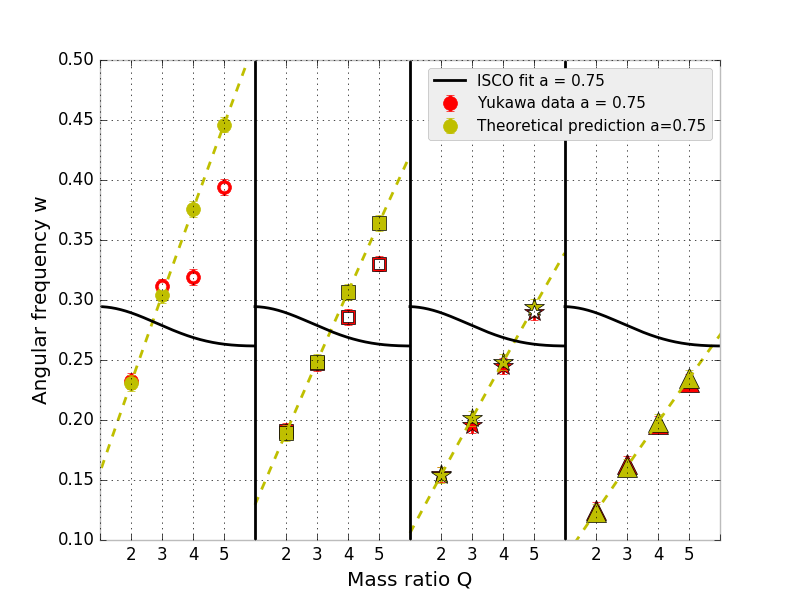 0.50
0.45
0.40
0.35
0.30
0.25
0.20
0.15
0.10
Angular frequency w
ISCO fit a = 0.75
Yukawa data a = 0.75
Theoretical prediction a=0.75
2 3 4 5 2 3 4 5 2 3 4 5 2 3 4 5
Mass ratio Q